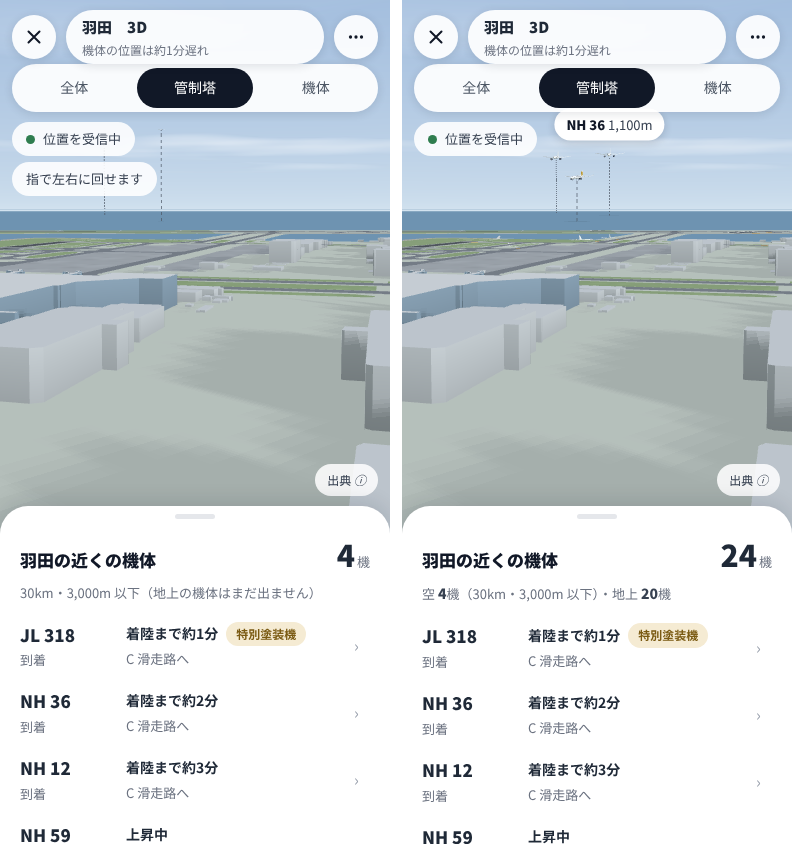 羽田 3D
機体の位置は約1分遅れ
全体 管制塔 機体
位置を受信中
指で左右に回せます
出典 ⓘ
羽田の近くの機体
4機
30km・3,000m 以下（地上の機体はまだ出ません）
JL 318 着陸まで約1分 特別塗装機
到着 C 滑走路へ
NH 36 着陸まで約2分
到着 C 滑走路へ
NH 12 着陸まで約3分
到着 C 滑走路へ
NH 59 上昇中
羽田 3D
機体の位置は約1分遅れ
全体 管制塔 機体
NH 36 1,100m
位置を受信中
出典 ⓘ
羽田の近くの機体
24機
空 4機（30km・3,000m 以下）・地上 20機
JL 318 着陸まで約1分 特別塗装機
到着 C 滑走路へ
NH 36 着陸まで約2分
到着 C 滑走路へ
NH 12 着陸まで約3分
到着 C 滑走路へ
NH 59 上昇中